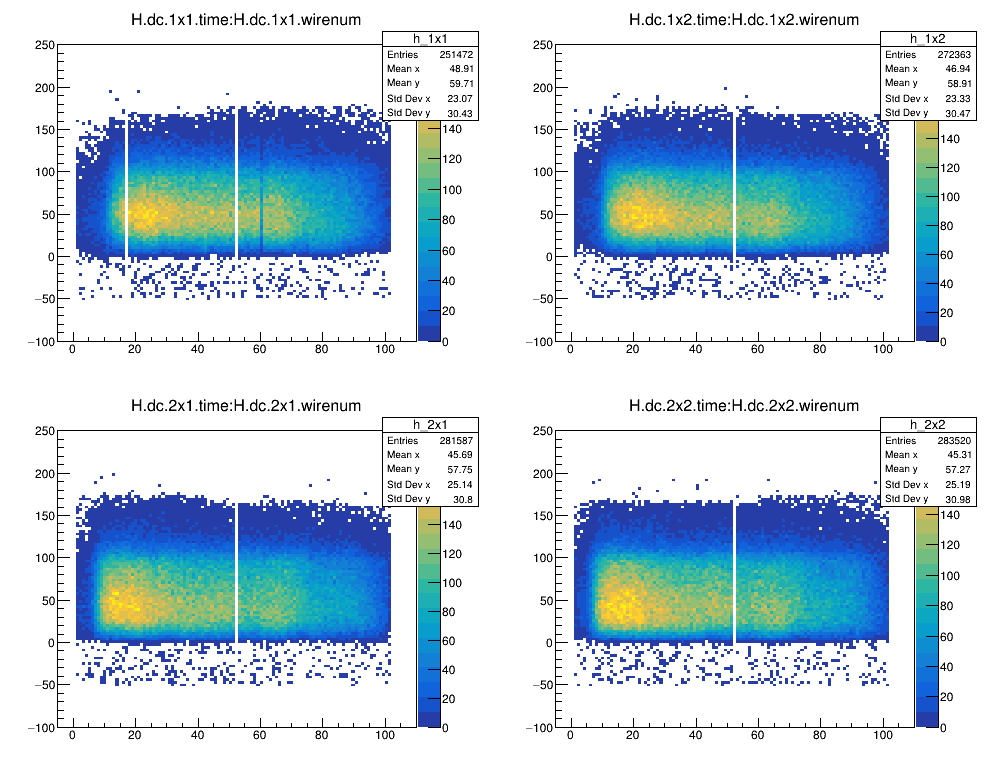 H.dc.1x1.time:H.dc.1x1.wirenum
h_1x1
Entries 251472
Mean x 48.91
Mean y 59.71
Std Dev x 23.07
Std Dev y 30.43
250
200
150
100
50
0
−50
−100
0 20 40 60 80 100
140
120
100
80
60
40
20
0
H.dc.1x2.time:H.dc.1x2.wirenum
h_1x2
Entries 272363
Mean x 46.94
Mean y 58.91
Std Dev x 23.33
Std Dev y 30.47
250
200
150
100
50
0
−50
−100
0 20 40 60 80 100
140
120
100
80
60
40
20
0
H.dc.2x1.time:H.dc.2x1.wirenum
h_2x1
Entries 281587
Mean x 45.69
Mean y 57.75
Std Dev x 25.14
Std Dev y 30.8
250
200
150
100
50
0
−50
−100
0 20 40 60 80 100
140
120
100
80
60
40
20
0
H.dc.2x2.time:H.dc.2x2.wirenum
h_2x2
Entries 283520
Mean x 45.31
Mean y 57.27
Std Dev x 25.19
Std Dev y 30.98
250
200
150
100
50
0
−50
−100
0 20 40 60 80 100
140
120
100
80
60
40
20
0